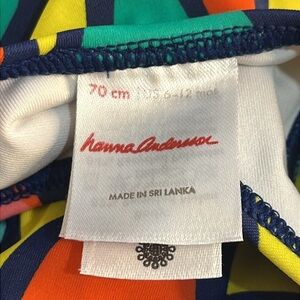 70 cm | US 6-12 mos
hanna andersson
MADE IN SRI LANKA